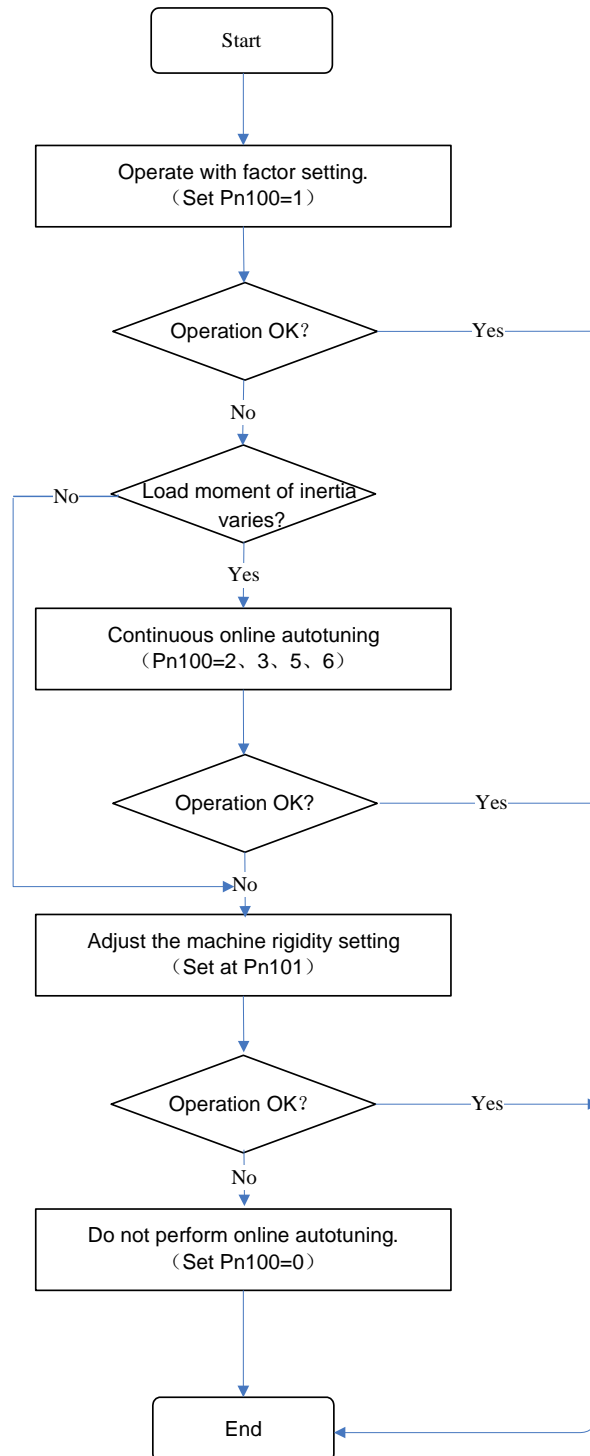 Start
Operate with factor setting.
（Set Pn100=1）
Operation OK？
Yes
No
Load moment of inertia
varies?
No
Yes
Continuous online autotuning
（Pn100=2、3、5、6）
Operation OK?
Yes
No
Adjust the machine rigidity setting
（Set at Pn101）
Operation OK？
Yes
No
Do not perform online autotuning.
（Set Pn100=0）
End